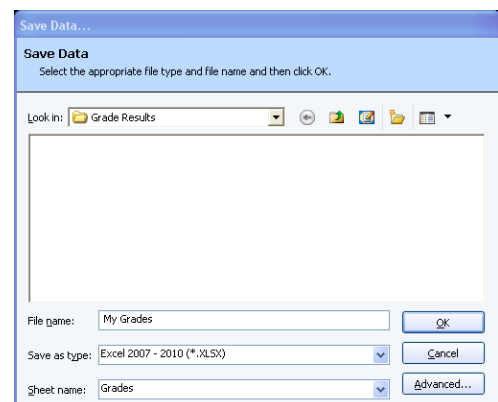 Save Data...
Save Data
Select the appropriate file type and file name and then click OK.
Look in: Grade Results
File name: My Grades
OK
Save as type: Excel 2007 - 2010 (*.XLSX)
Cancel
Sheet name: Grades
Advanced...